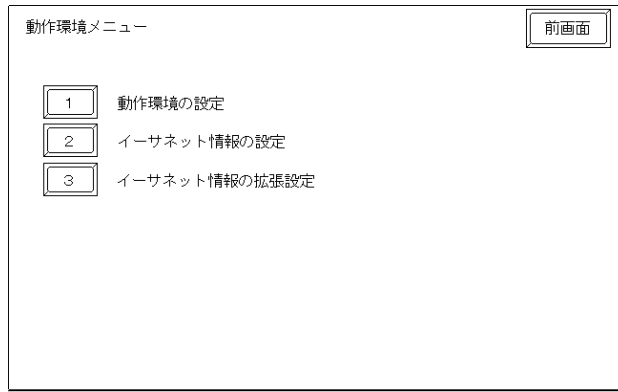 動作環境メニュー
前画面
1 動作環境の設定
2 イーサネット情報の設定
3 イーサネット情報の拡張設定